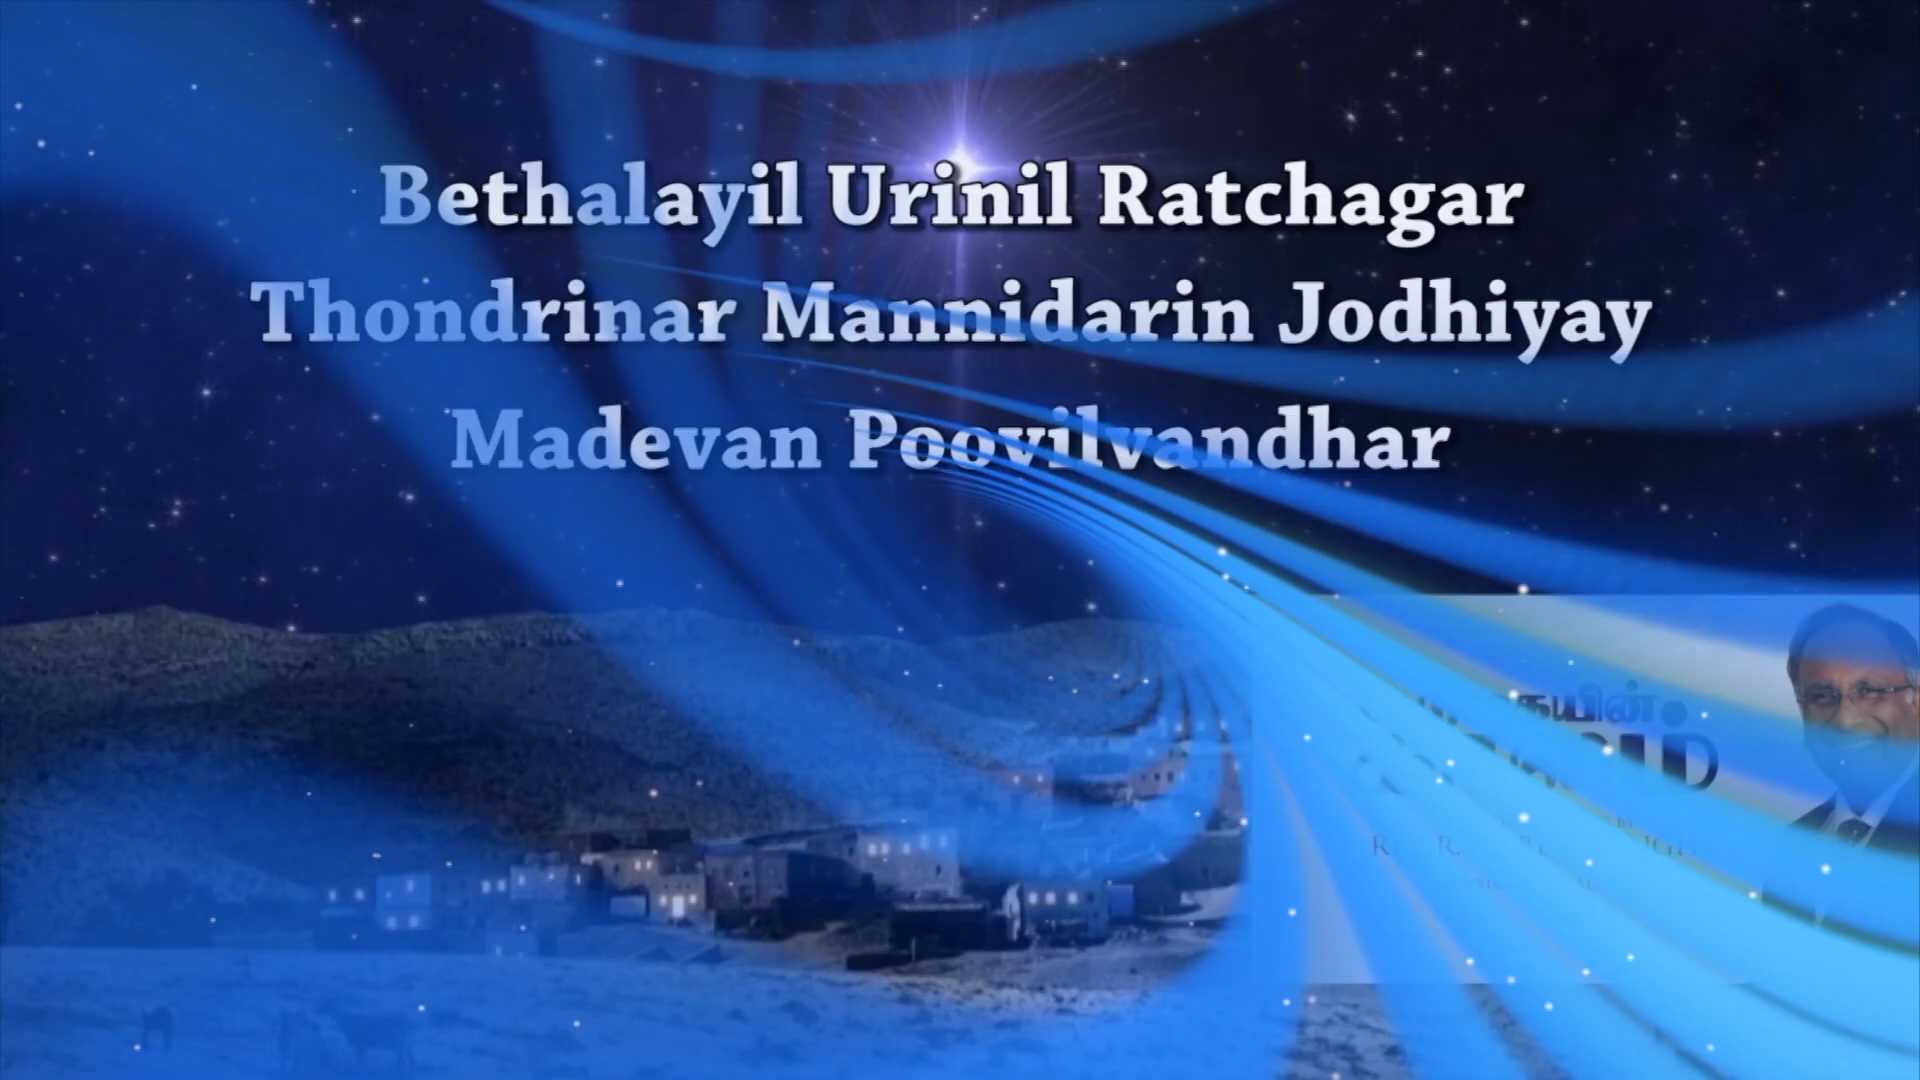 Bethalayil Urinil Ratchagar
Thondrinar Mannidarin Jodhiyay
Madevan Poovilvandhar